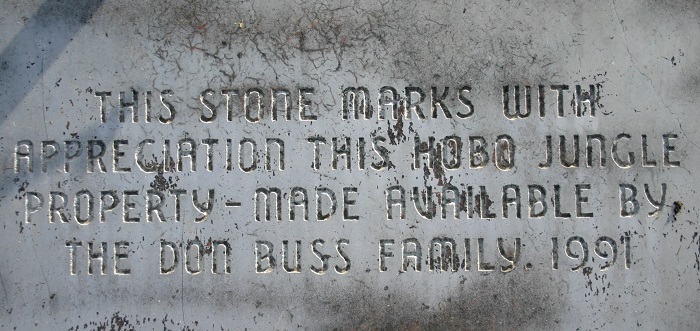 THIS STONE MARKS WITH
APPRECIATION THIS HOBO JUNGLE
PROPERTY - MADE AVAILABLE BY
THE DON BUSS FAMILY. 1991